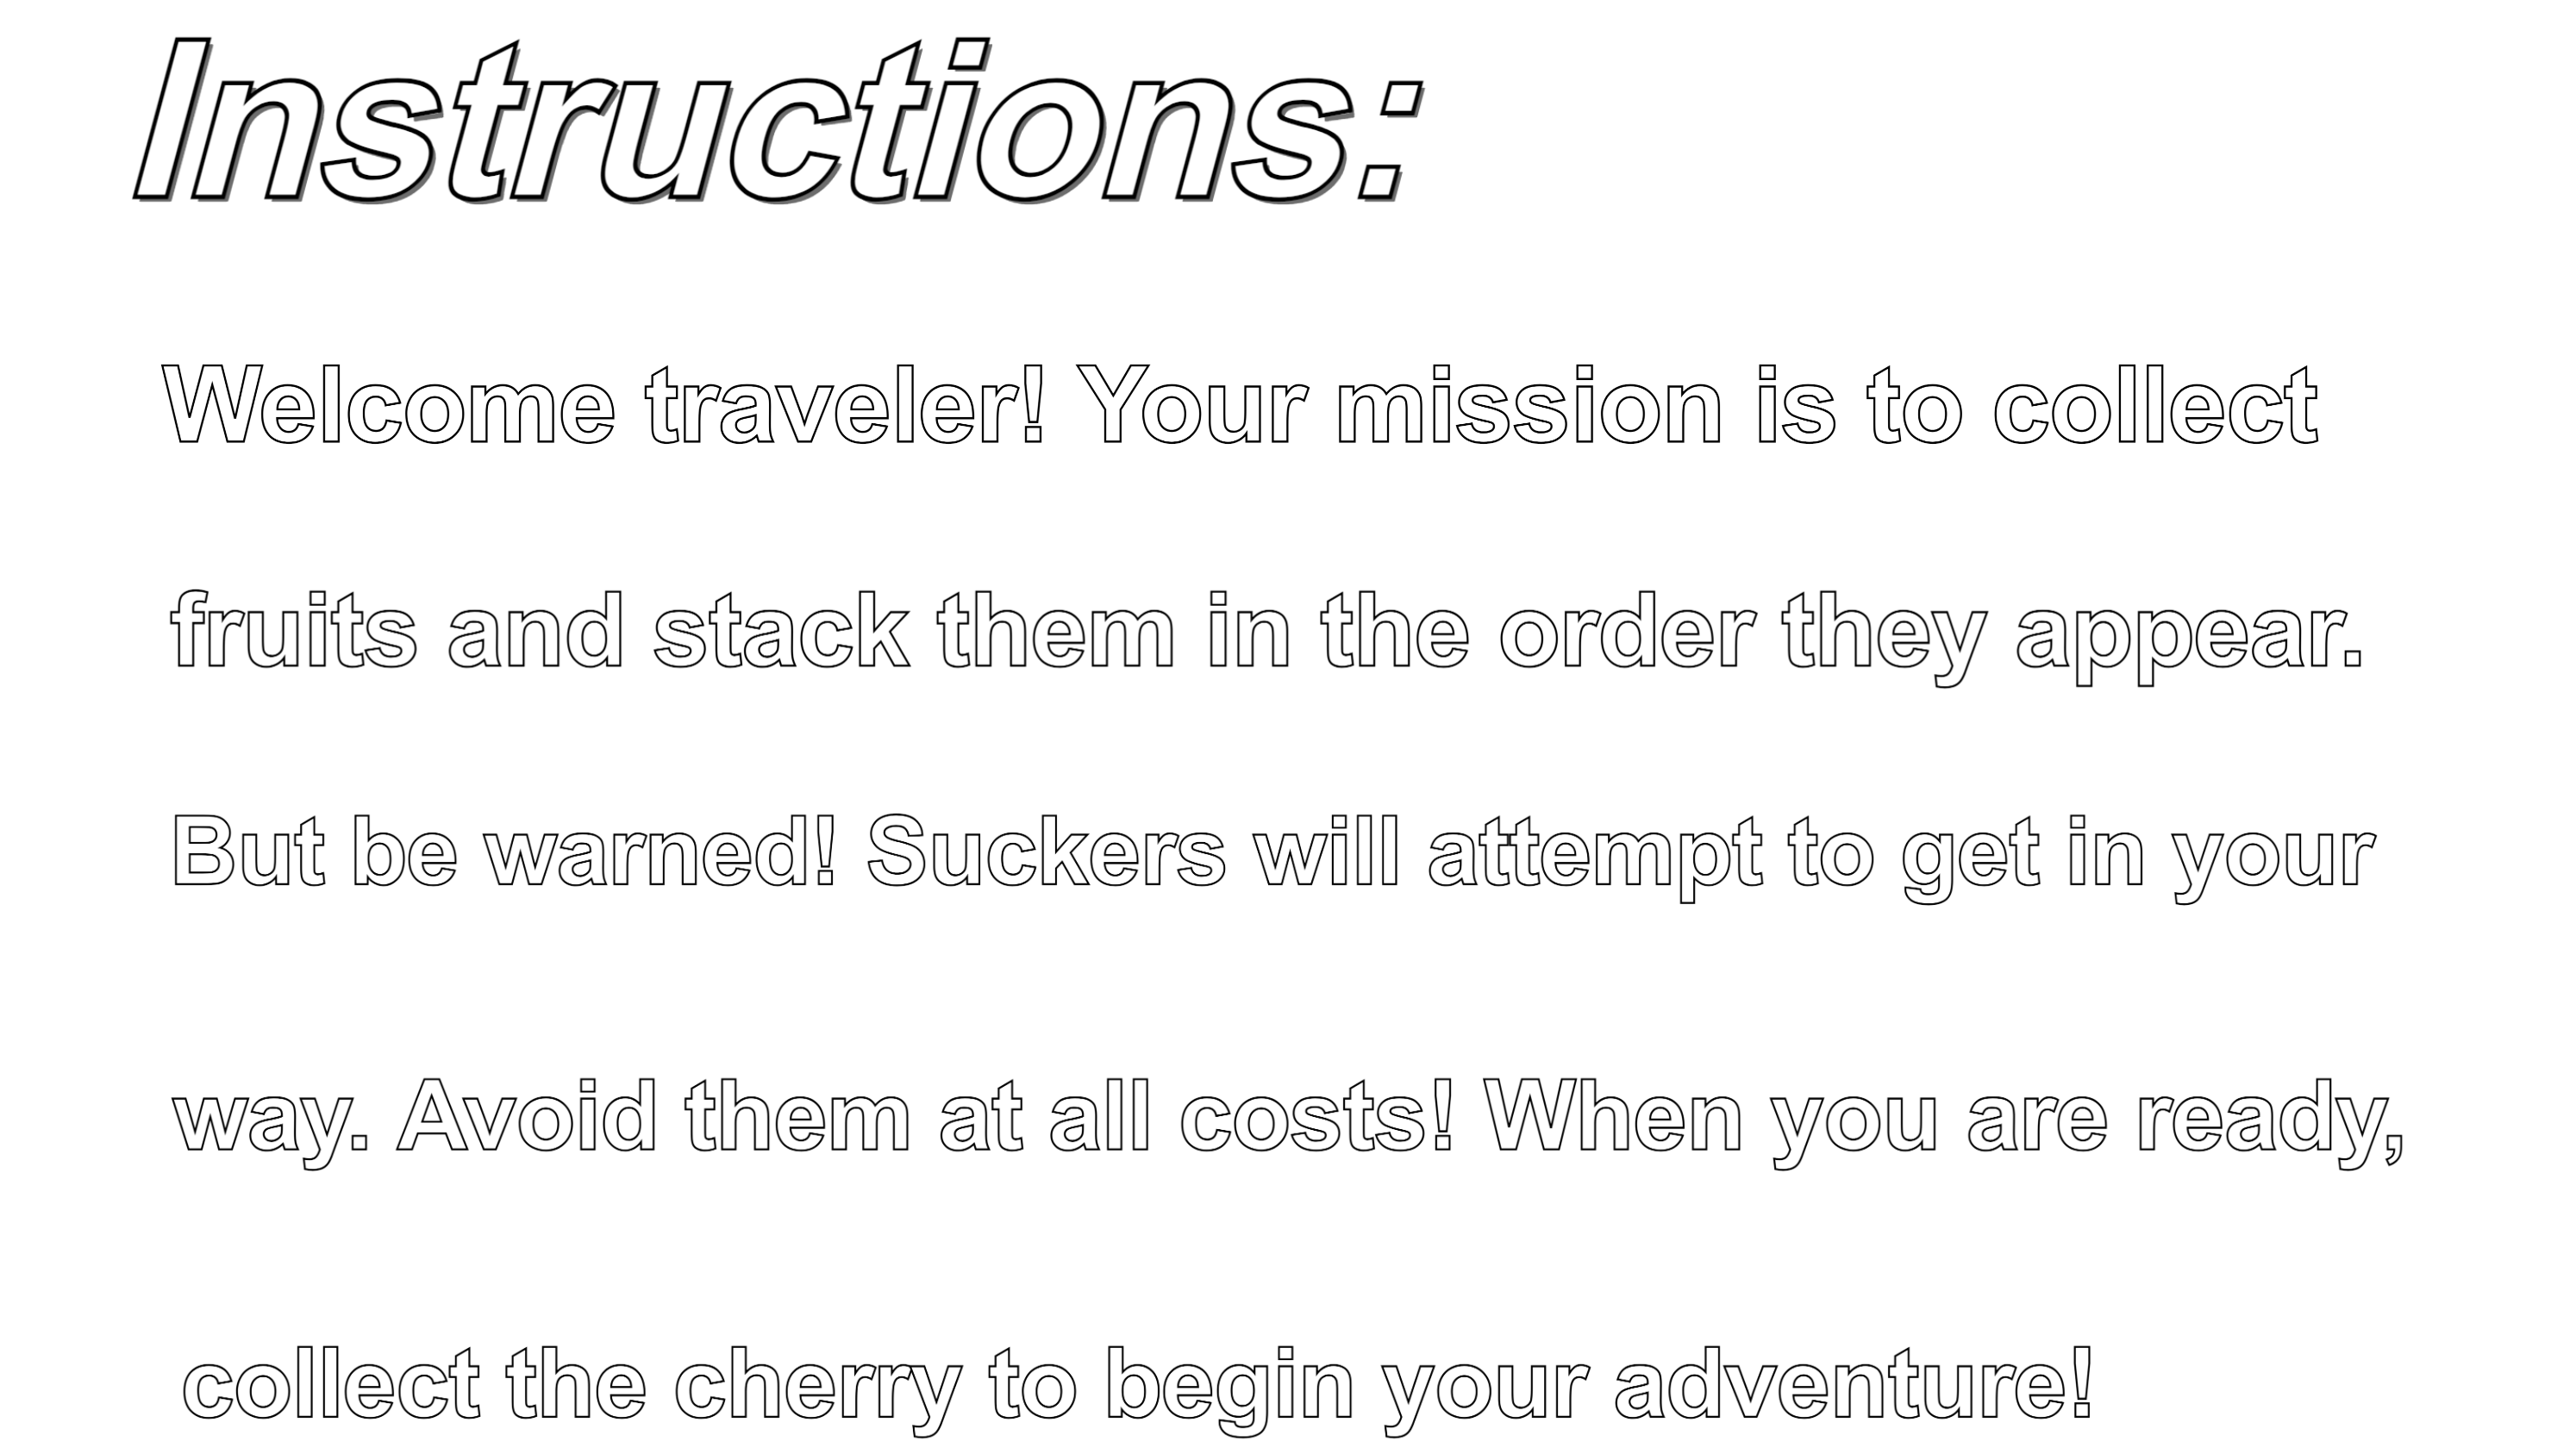 Instructions:
Welcome traveler! Your mission is to collect
fruits and stack them in the order they appear.
But be warned! Suckers will attempt to get in your
way. Avoid them at all costs! When you are ready,
collect the cherry to begin your adventure!